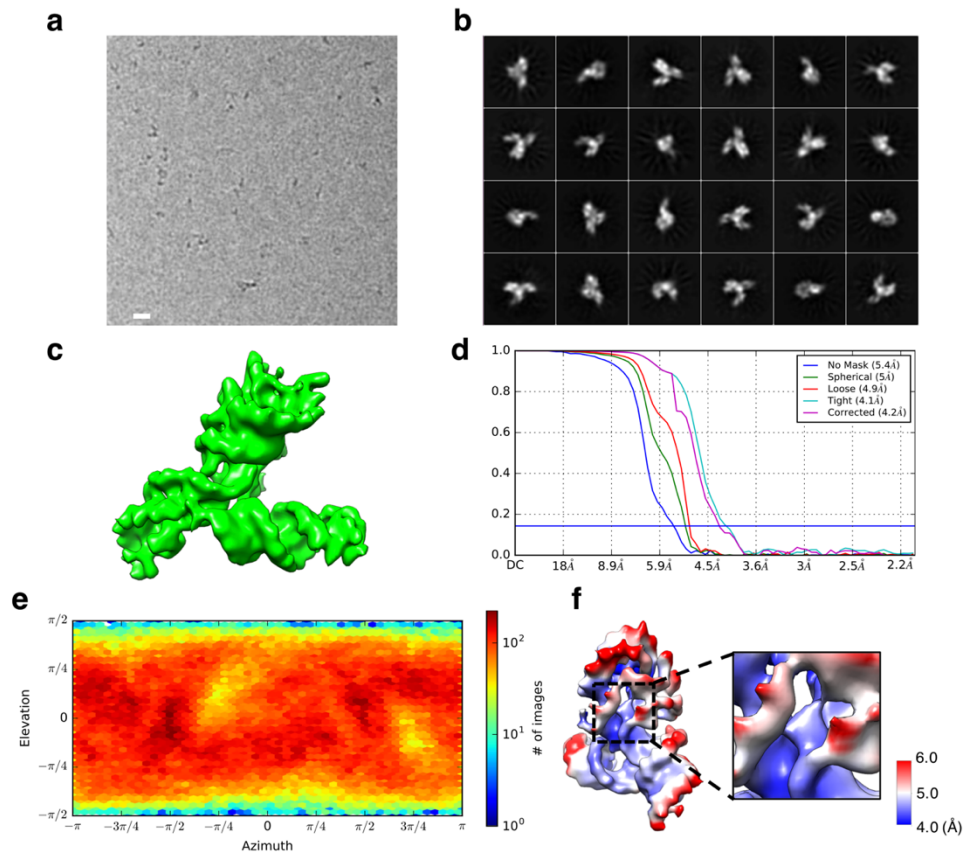 a
b
c
d
1.0
0.8
0.6
0.4
0.2
0.0
DC
18Å
8.9Å
5.9Å
4.5Å
3.6Å
3Å
2.5Å
2.2Å
No Mask (5.4Å)
Spherical (5Å)
Loose (4.9Å)
Tight (4.1Å)
Corrected (4.2Å)
e
π/2
π/4
0
−π/4
−π/2
Elevation
−π
−3π/4
−π/2
−π/4
0
π/4
π/2
3π/4
π
Azimuth
10²
10¹
10⁰
# of images
f
6.0
5.0
4.0 (Å)